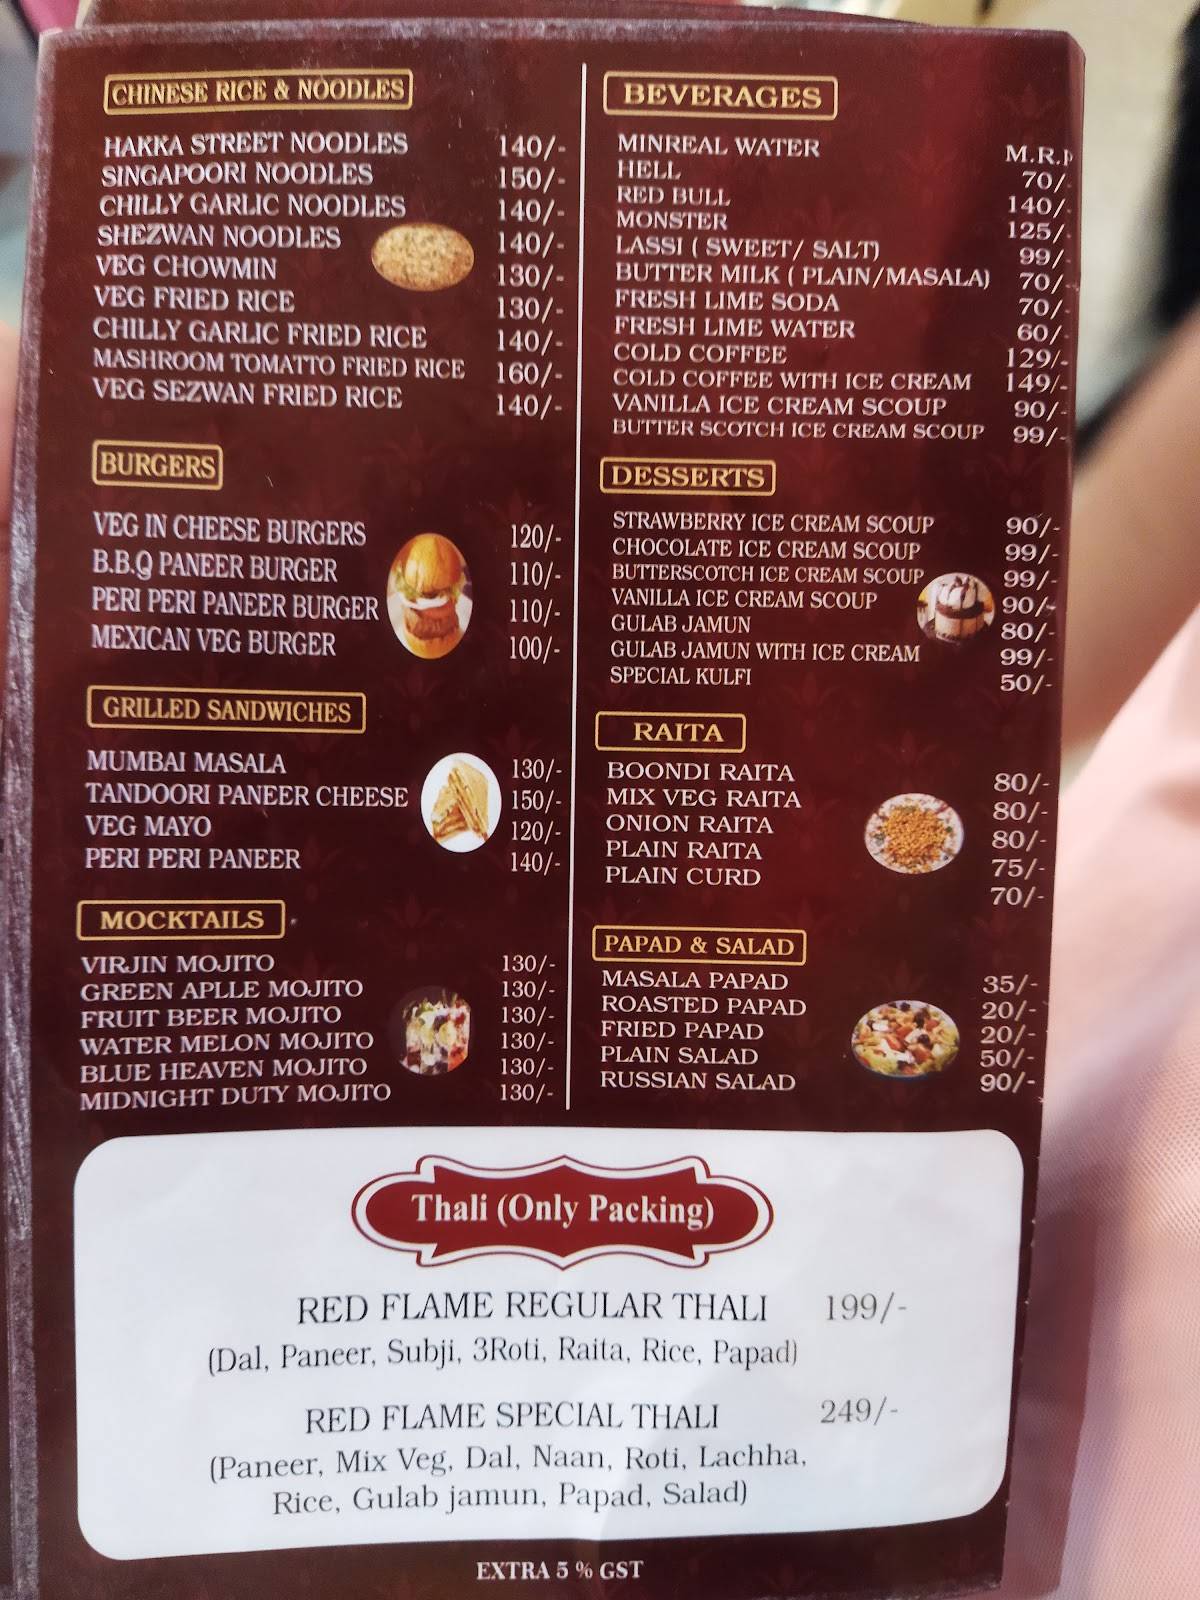 CHINESE RICE & NOODLES
HAKKA STREET NOODLES 140/-
SINGAPOORI NOODLES 150/-
CHILLY GARLIC NOODLES 140/-
SHEZWAN NOODLES 140/-
VEG CHOWMIN 130/-
VEG FRIED RICE 130/-
CHILLY GARLIC FRIED RICE 140/-
MASHROOM TOMATTO FRIED RICE 160/-
VEG SEZWAN FRIED RICE 140/-
BURGERS
VEG IN CHEESE BURGERS 120/-
B.B.Q PANEER BURGER 110/-
PERI PERI PANEER BURGER 110/-
MEXICAN VEG BURGER 100/-
GRILLED SANDWICHES
MUMBAI MASALA 130/-
TANDOORI PANEER CHEESE 150/-
VEG MAYO 120/-
PERI PERI PANEER 140/-
MOCKTAILS
VIRJIN MOJITO 130/-
GREEN APLLE MOJITO 130/-
FRUIT BEER MOJITO 130/-
WATER MELON MOJITO 130/-
BLUE HEAVEN MOJITO 130/-
MIDNIGHT DUTY MOJITO 130/-
BEVERAGES
MINREAL WATER M.R.P
HELL 70/-
RED BULL 140/-
MONSTER 125/-
LASSI ( SWEET/ SALT) 99/-
BUTTER MILK ( PLAIN/MASALA) 70/-
FRESH LIME SODA 70/-
FRESH LIME WATER 60/-
COLD COFFEE 129/-
COLD COFFEE WITH ICE CREAM 149/-
VANILLA ICE CREAM SCOUP 90/-
BUTTER SCOTCH ICE CREAM SCOUP 99/-
DESSERTS
STRAWBERRY ICE CREAM SCOUP 90/-
CHOCOLATE ICE CREAM SCOUP 99/-
BUTTERSCOTCH ICE CREAM SCOUP 99/-
VANILLA ICE CREAM SCOUP 90/-
GULAB JAMUN 80/-
GULAB JAMUN WITH ICE CREAM 99/-
SPECIAL KULFI 50/-
RAITA
BOONDI RAITA 80/-
MIX VEG RAITA 80/-
ONION RAITA 80/-
PLAIN RAITA 75/-
PLAIN CURD 70/-
PAPAD & SALAD
MASALA PAPAD 35/-
ROASTED PAPAD 20/-
FRIED PAPAD 20/-
PLAIN SALAD 50/-
RUSSIAN SALAD 90/-
Thali (Only Packing)
RED FLAME REGULAR THALI 199/-
(Dal, Paneer, Subji, 3Roti, Raita, Rice, Papad)
RED FLAME SPECIAL THALI 249/-
(Paneer, Mix Veg, Dal, Naan, Roti, Lachha,
Rice, Gulab jamun, Papad, Salad)
EXTRA 5 % GST